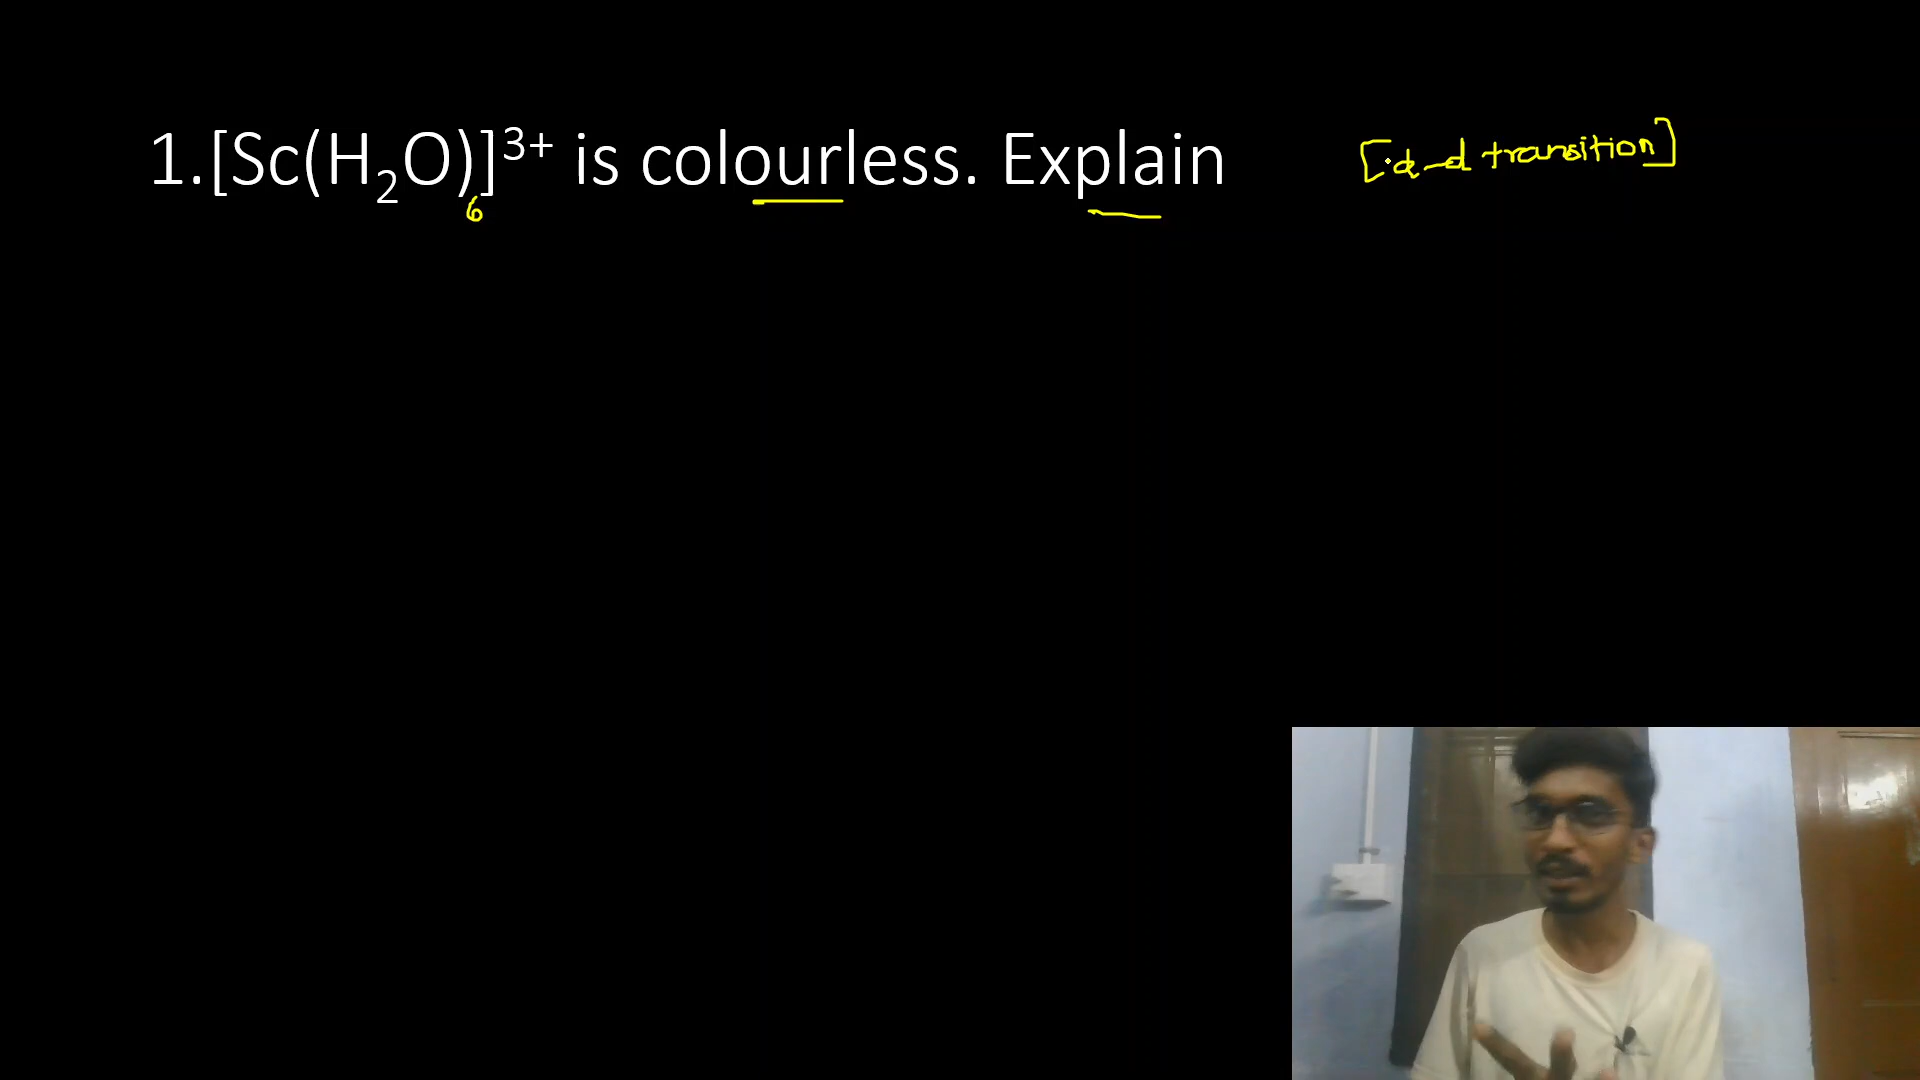 1.[Sc(H₂O)₆]³⁺ is colourless. Explain [d-d transition]